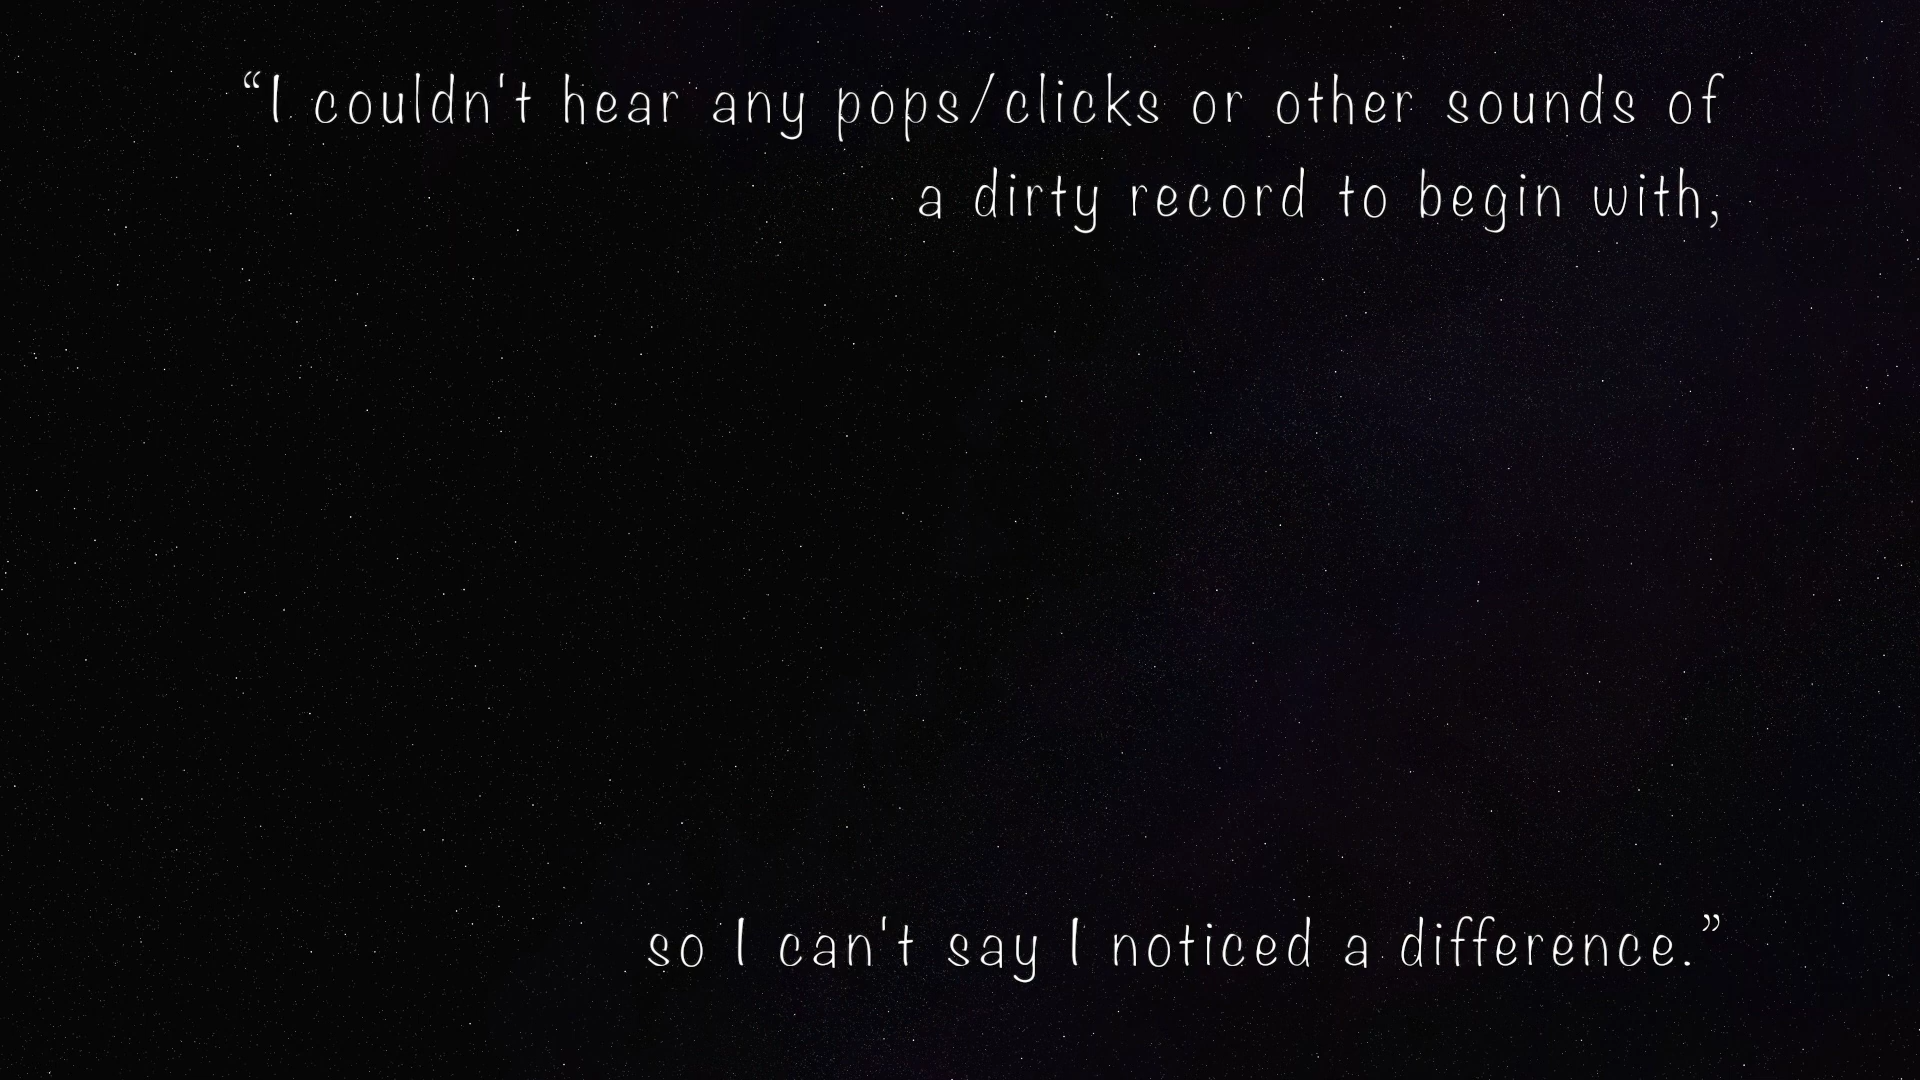 “I couldn't hear any pops/clicks or other sounds of
a dirty record to begin with,
so I can't say I noticed a difference.”